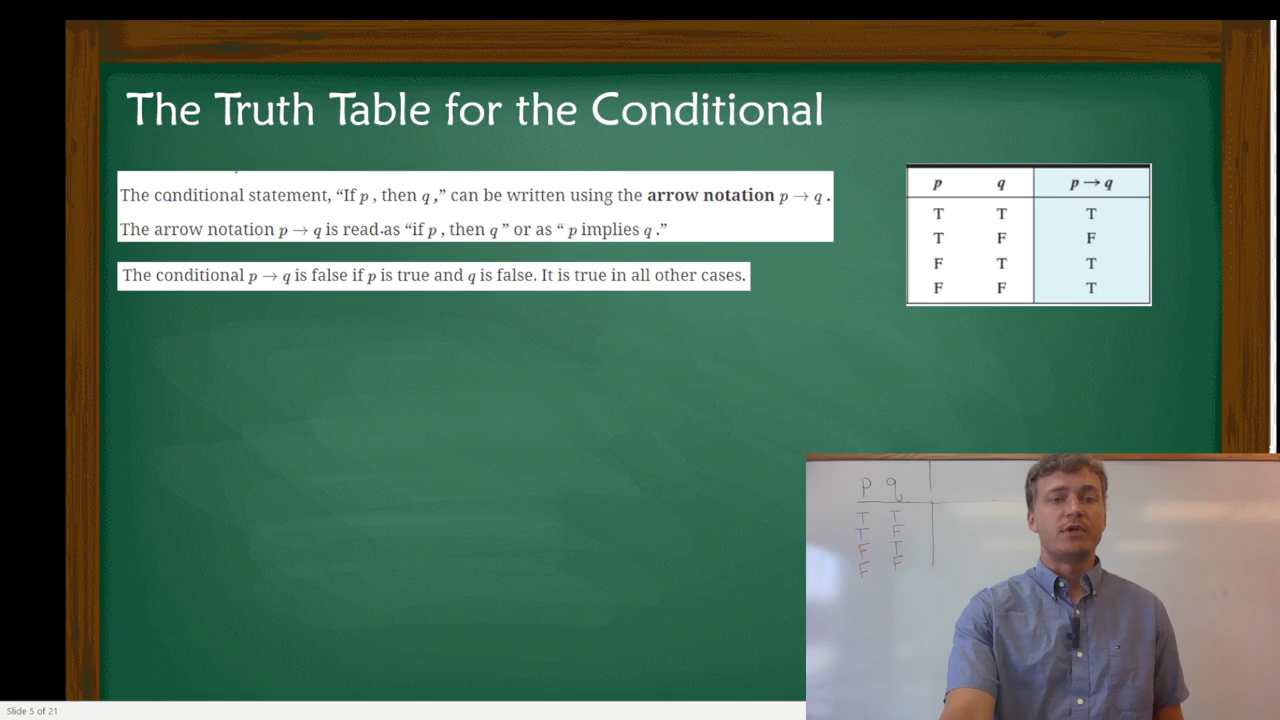 The Truth Table for the Conditional
The conditional statement, “If p , then q ,” can be written using the arrow notation p → q .
The arrow notation p → q is read as “if p , then q ” or as “ p implies q .”
The conditional p → q is false if p is true and q is false. It is true in all other cases.
p q p → q
T T T
T F F
F T T
F F T
p q
T T
T F
F T
F F
Slide 5 of 21